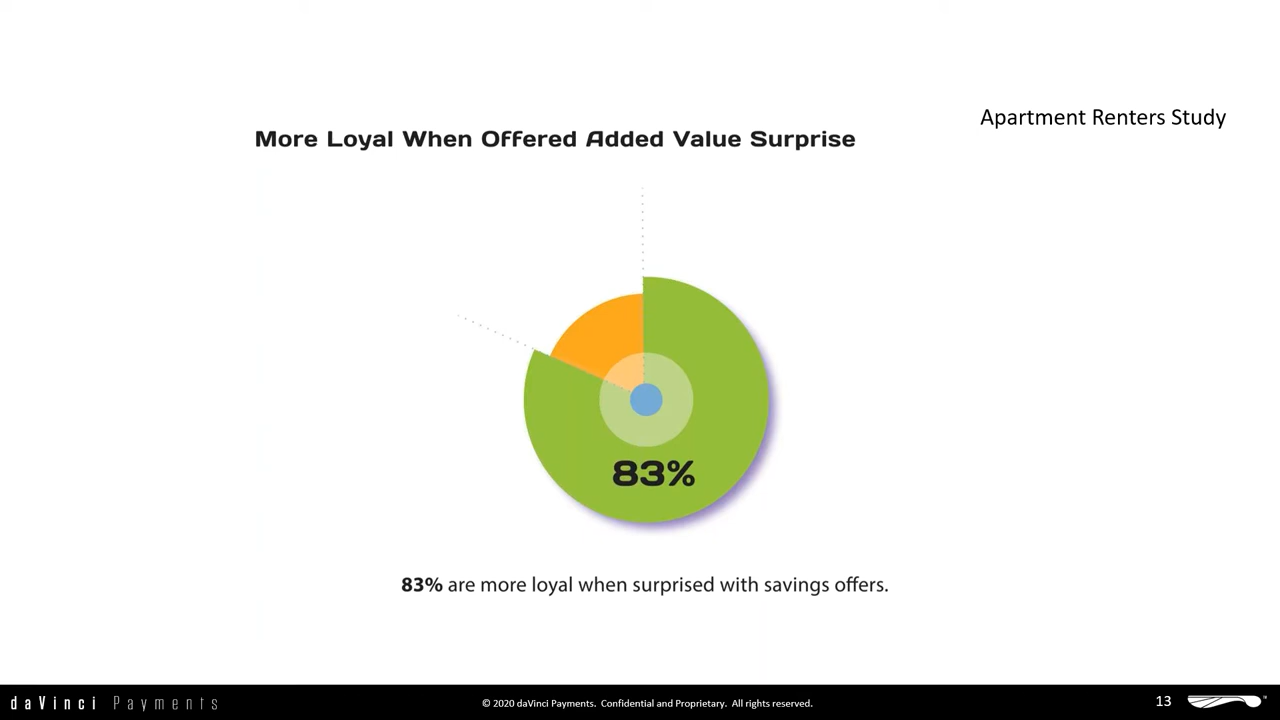 Apartment Renters Study
More Loyal When Offered Added Value Surprise
83%
83% are more loyal when surprised with savings offers.
daVinci Payments
© 2020 daVinci Payments. Confidential and Proprietary. All rights reserved.
13